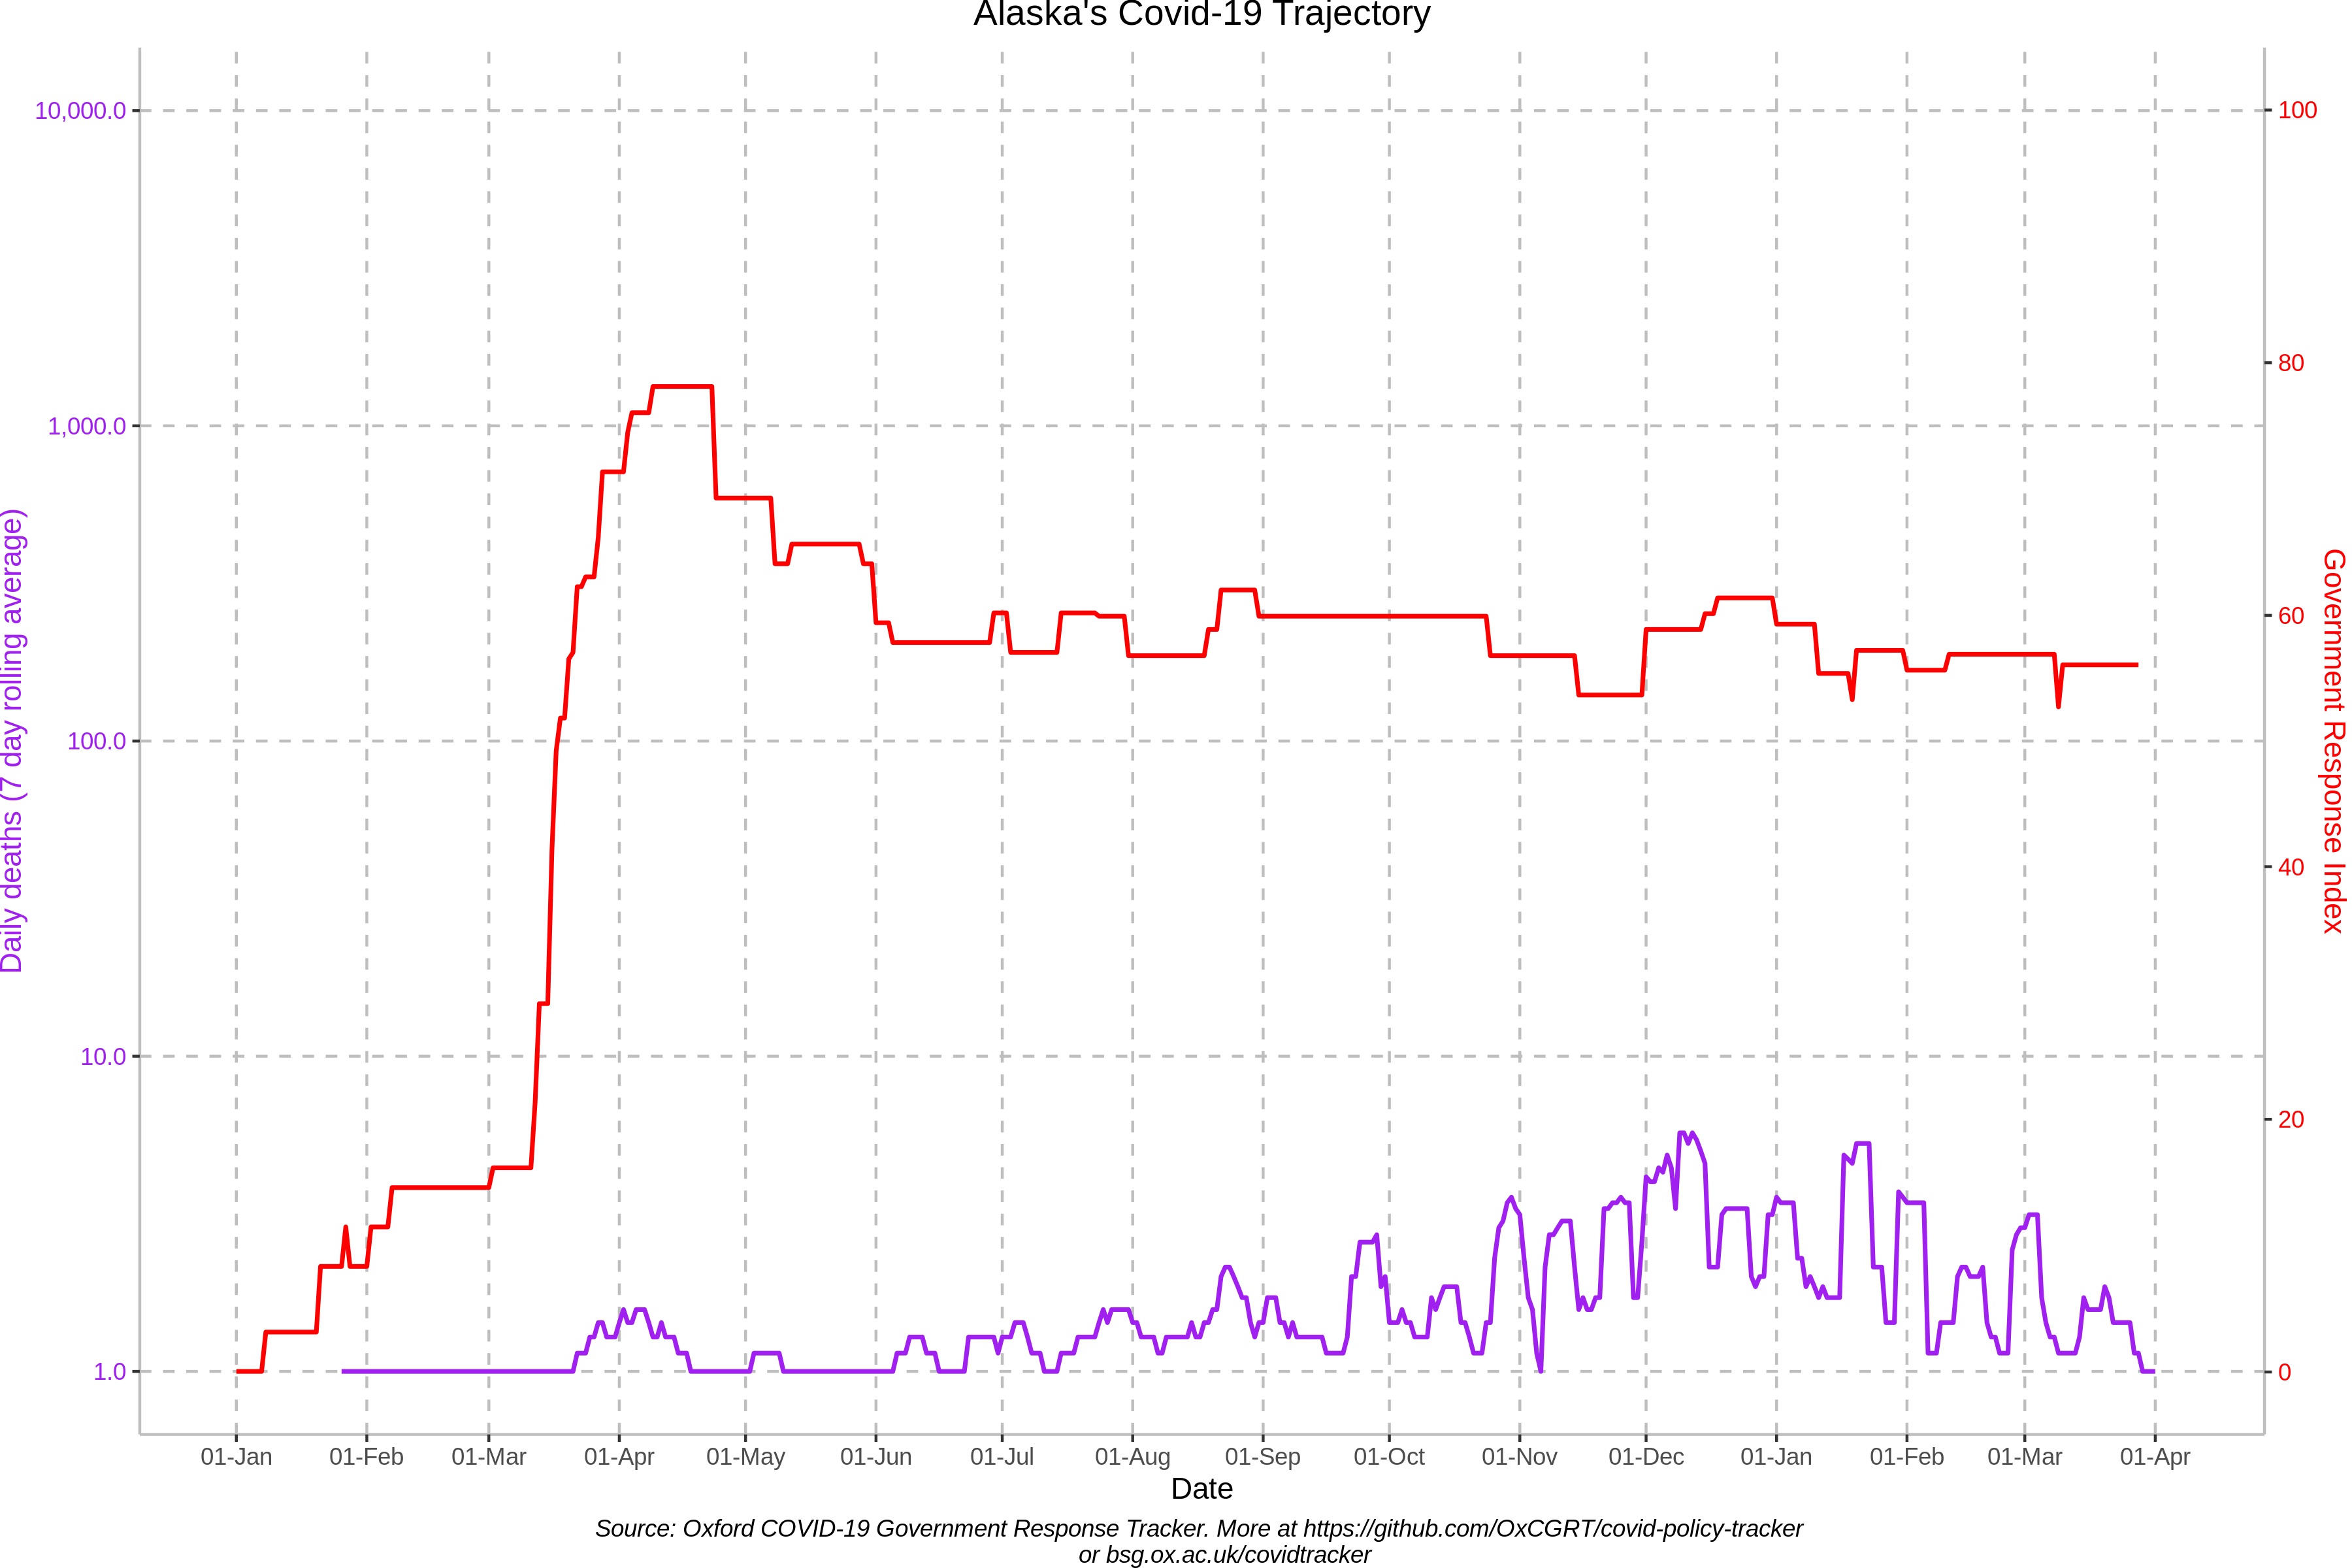 Alaska's Covid-19 Trajectory
Daily deaths (7 day rolling average)
10,000.0
1,000.0
100.0
10.0
1.0
100
80
60
40
20
0
Government Response Index
01-Jan 01-Feb 01-Mar 01-Apr 01-May 01-Jun 01-Jul 01-Aug 01-Sep 01-Oct 01-Nov 01-Dec 01-Jan 01-Feb 01-Mar 01-Apr
Date
Source: Oxford COVID-19 Government Response Tracker. More at https://github.com/OxCGRT/covid-policy-tracker
or bsg.ox.ac.uk/covidtracker